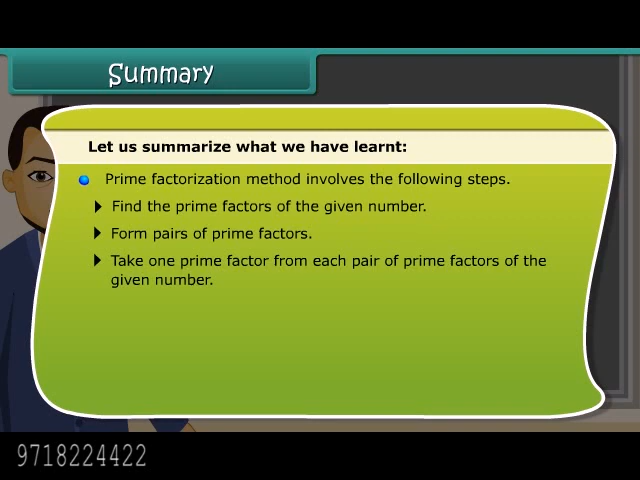 Summary
Let us summarize what we have learnt:
Prime factorization method involves the following steps.
Find the prime factors of the given number.
Form pairs of prime factors.
Take one prime factor from each pair of prime factors of the
given number.
9718224422